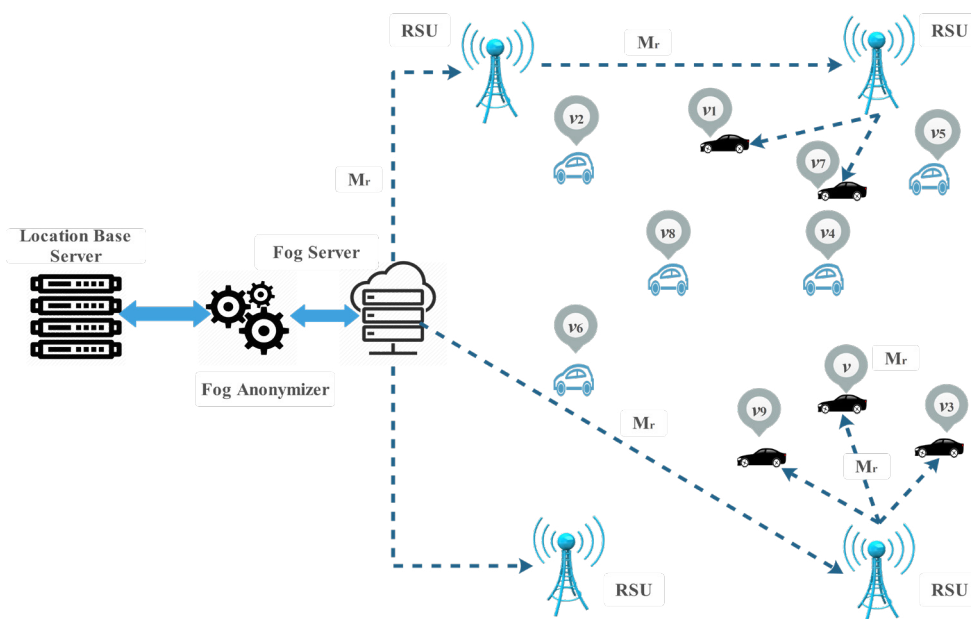 RSU
Mr
RSU
v2
v1
v5
v7
Mr
Location Base
Server
Fog Server
v8
v4
v6
Fog Anonymizer
v
Mr
v9
v3
Mr
Mr
RSU
RSU